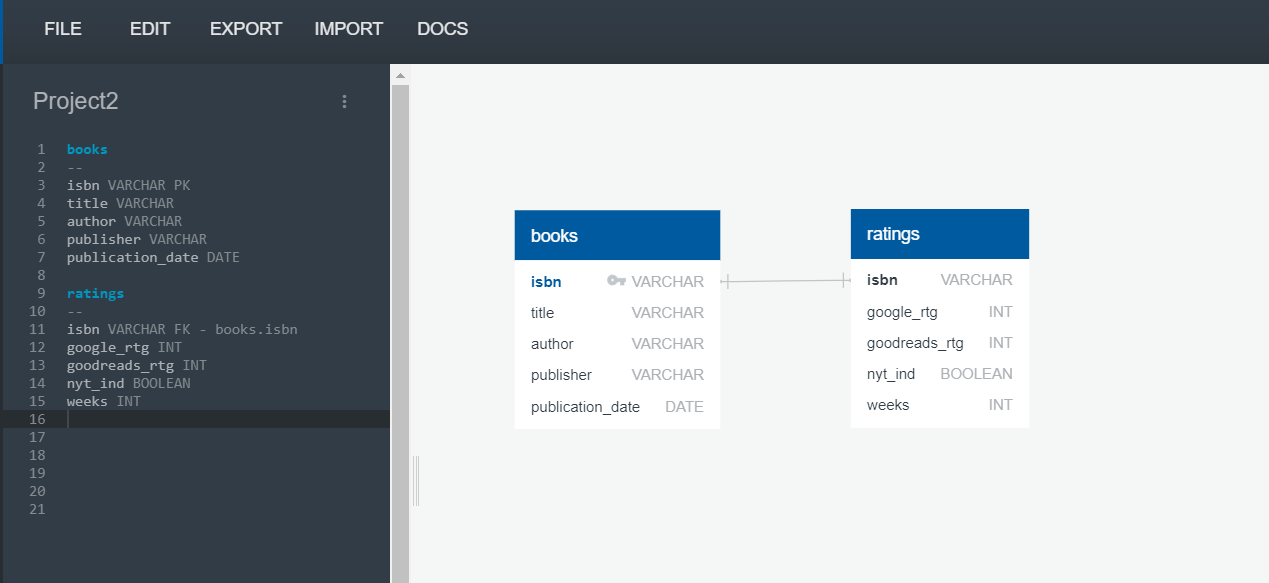 FILE EDIT EXPORT IMPORT DOCS
Project2
1 books
2 --
3 isbn VARCHAR PK
4 title VARCHAR
5 author VARCHAR
6 publisher VARCHAR
7 publication_date DATE
8
9 ratings
10 --
11 isbn VARCHAR FK - books.isbn
12 google_rtg INT
13 goodreads_rtg INT
14 nyt_ind BOOLEAN
15 weeks INT
16
17
18
19
20
21
books
isbn VARCHAR
title VARCHAR
author VARCHAR
publisher VARCHAR
publication_date DATE
ratings
isbn VARCHAR
google_rtg INT
goodreads_rtg INT
nyt_ind BOOLEAN
weeks INT